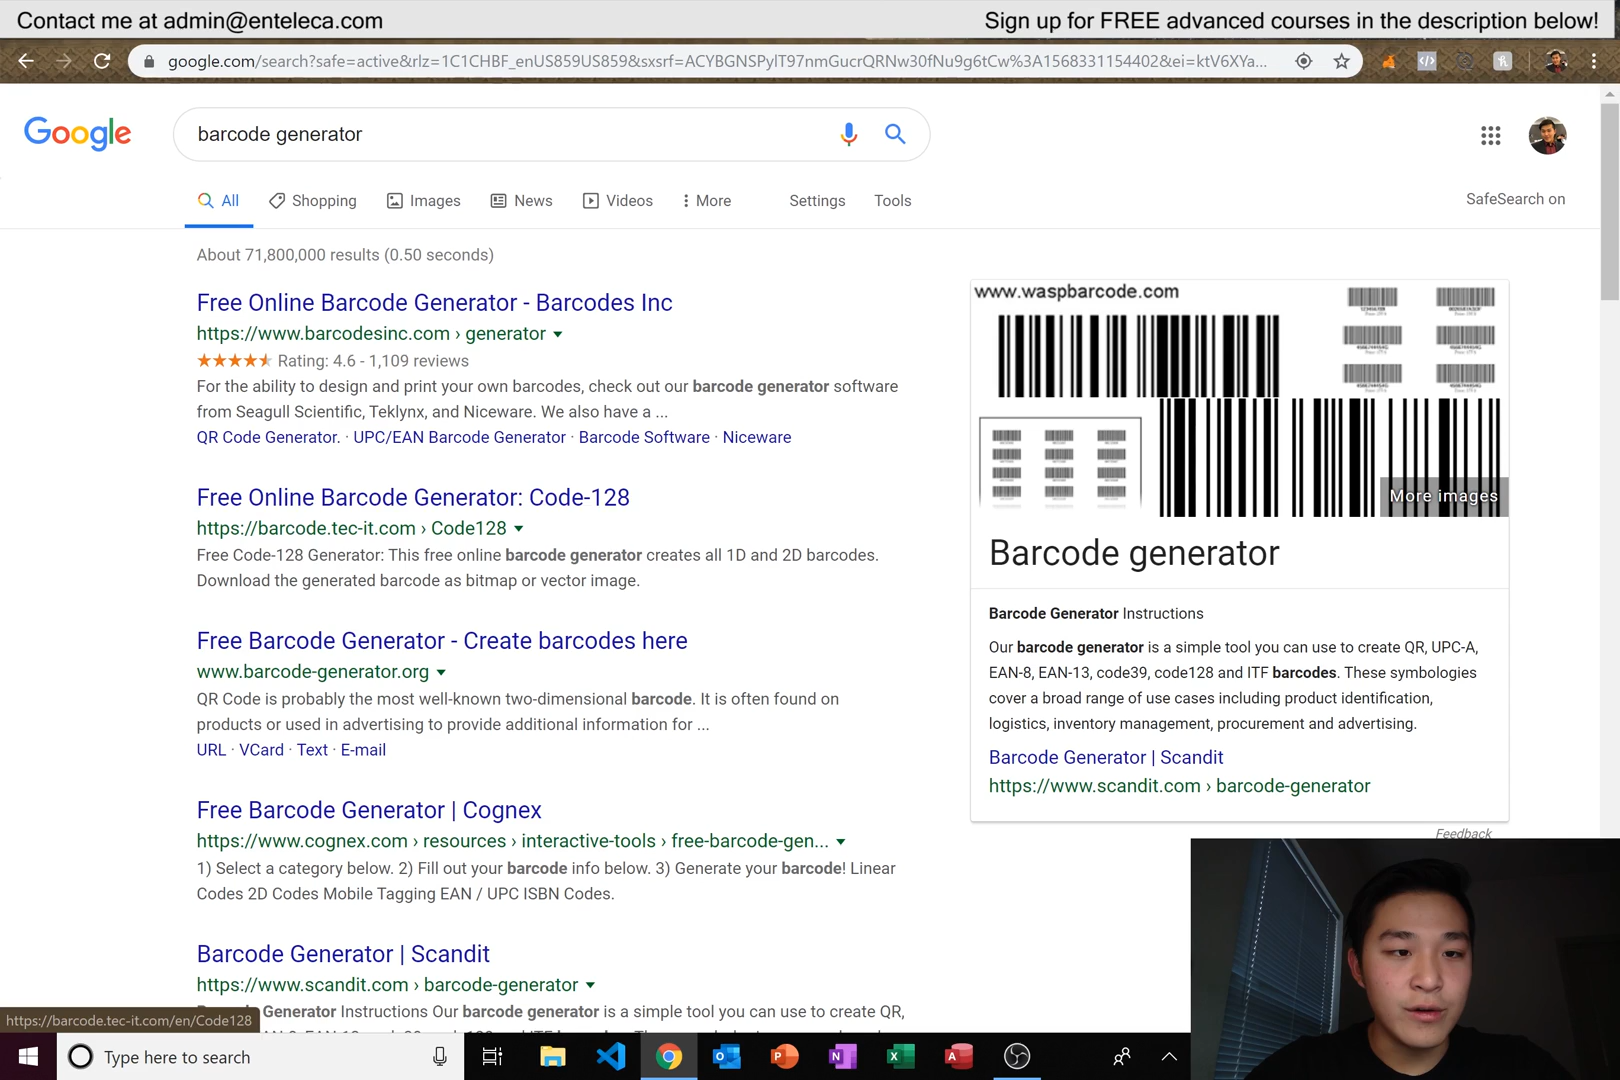 Contact me at admin@enteleca.com
Sign up for FREE advanced courses in the description below!
google.com/search?safe=active&rlz=1C1CHBF_enUS859US859&sxsrf=ACYBGNSPyIT97nmGucrQRNw30fNu9g6tCw%3A1568331154402&ei=ktV6XYa...
Google
barcode generator
All
Shopping
Images
News
Videos
More
Settings
Tools
SafeSearch on
About 71,800,000 results (0.50 seconds)
Free Online Barcode Generator - Barcodes Inc
https://www.barcodesinc.com › generator
Rating: 4.6 - 1,109 reviews
For the ability to design and print your own barcodes, check out our barcode generator software
from Seagull Scientific, Teklynx, and Niceware. We also have a ...
QR Code Generator. · UPC/EAN Barcode Generator · Barcode Software · Niceware
Free Online Barcode Generator: Code-128
https://barcode.tec-it.com › Code128
Free Code-128 Generator: This free online barcode generator creates all 1D and 2D barcodes.
Download the generated barcode as bitmap or vector image.
Free Barcode Generator - Create barcodes here
www.barcode-generator.org
QR Code is probably the most well-known two-dimensional barcode. It is often found on
products or used in advertising to provide additional information for ...
URL · VCard · Text · E-mail
Free Barcode Generator | Cognex
https://www.cognex.com › resources › interactive-tools › free-barcode-gen...
1) Select a category below. 2) Fill out your barcode info below. 3) Generate your barcode! Linear
Codes 2D Codes Mobile Tagging EAN / UPC ISBN Codes.
Barcode Generator | Scandit
https://www.scandit.com › barcode-generator
Generator Instructions Our barcode generator is a simple tool you can use to create QR,
www.waspbarcode.com
More images
Barcode generator
Barcode Generator Instructions
Our barcode generator is a simple tool you can use to create QR, UPC-A,
EAN-8, EAN-13, code39, code128 and ITF barcodes. These symbologies
cover a broad range of use cases including product identification,
logistics, inventory management, procurement and advertising.
Barcode Generator | Scandit
https://www.scandit.com › barcode-generator
Feedback
https://barcode.tec-it.com/en/Code128
Type here to search